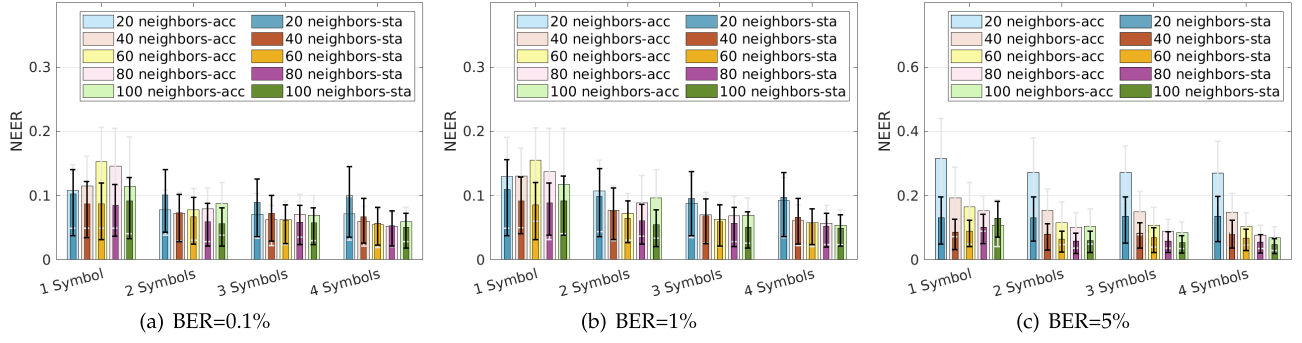 NEER
0
0.1
0.2
0.3
20 neighbors-acc
40 neighbors-acc
60 neighbors-acc
80 neighbors-acc
100 neighbors-acc
20 neighbors-sta
40 neighbors-sta
60 neighbors-sta
80 neighbors-sta
100 neighbors-sta
1 Symbol
2 Symbols
3 Symbols
4 Symbols
(a) BER=0.1%
NEER
0
0.1
0.2
0.3
20 neighbors-acc
40 neighbors-acc
60 neighbors-acc
80 neighbors-acc
100 neighbors-acc
20 neighbors-sta
40 neighbors-sta
60 neighbors-sta
80 neighbors-sta
100 neighbors-sta
1 Symbol
2 Symbols
3 Symbols
4 Symbols
(b) BER=1%
NEER
0
0.2
0.4
0.6
20 neighbors-acc
40 neighbors-acc
60 neighbors-acc
80 neighbors-acc
100 neighbors-acc
20 neighbors-sta
40 neighbors-sta
60 neighbors-sta
80 neighbors-sta
100 neighbors-sta
1 Symbol
2 Symbols
3 Symbols
4 Symbols
(c) BER=5%